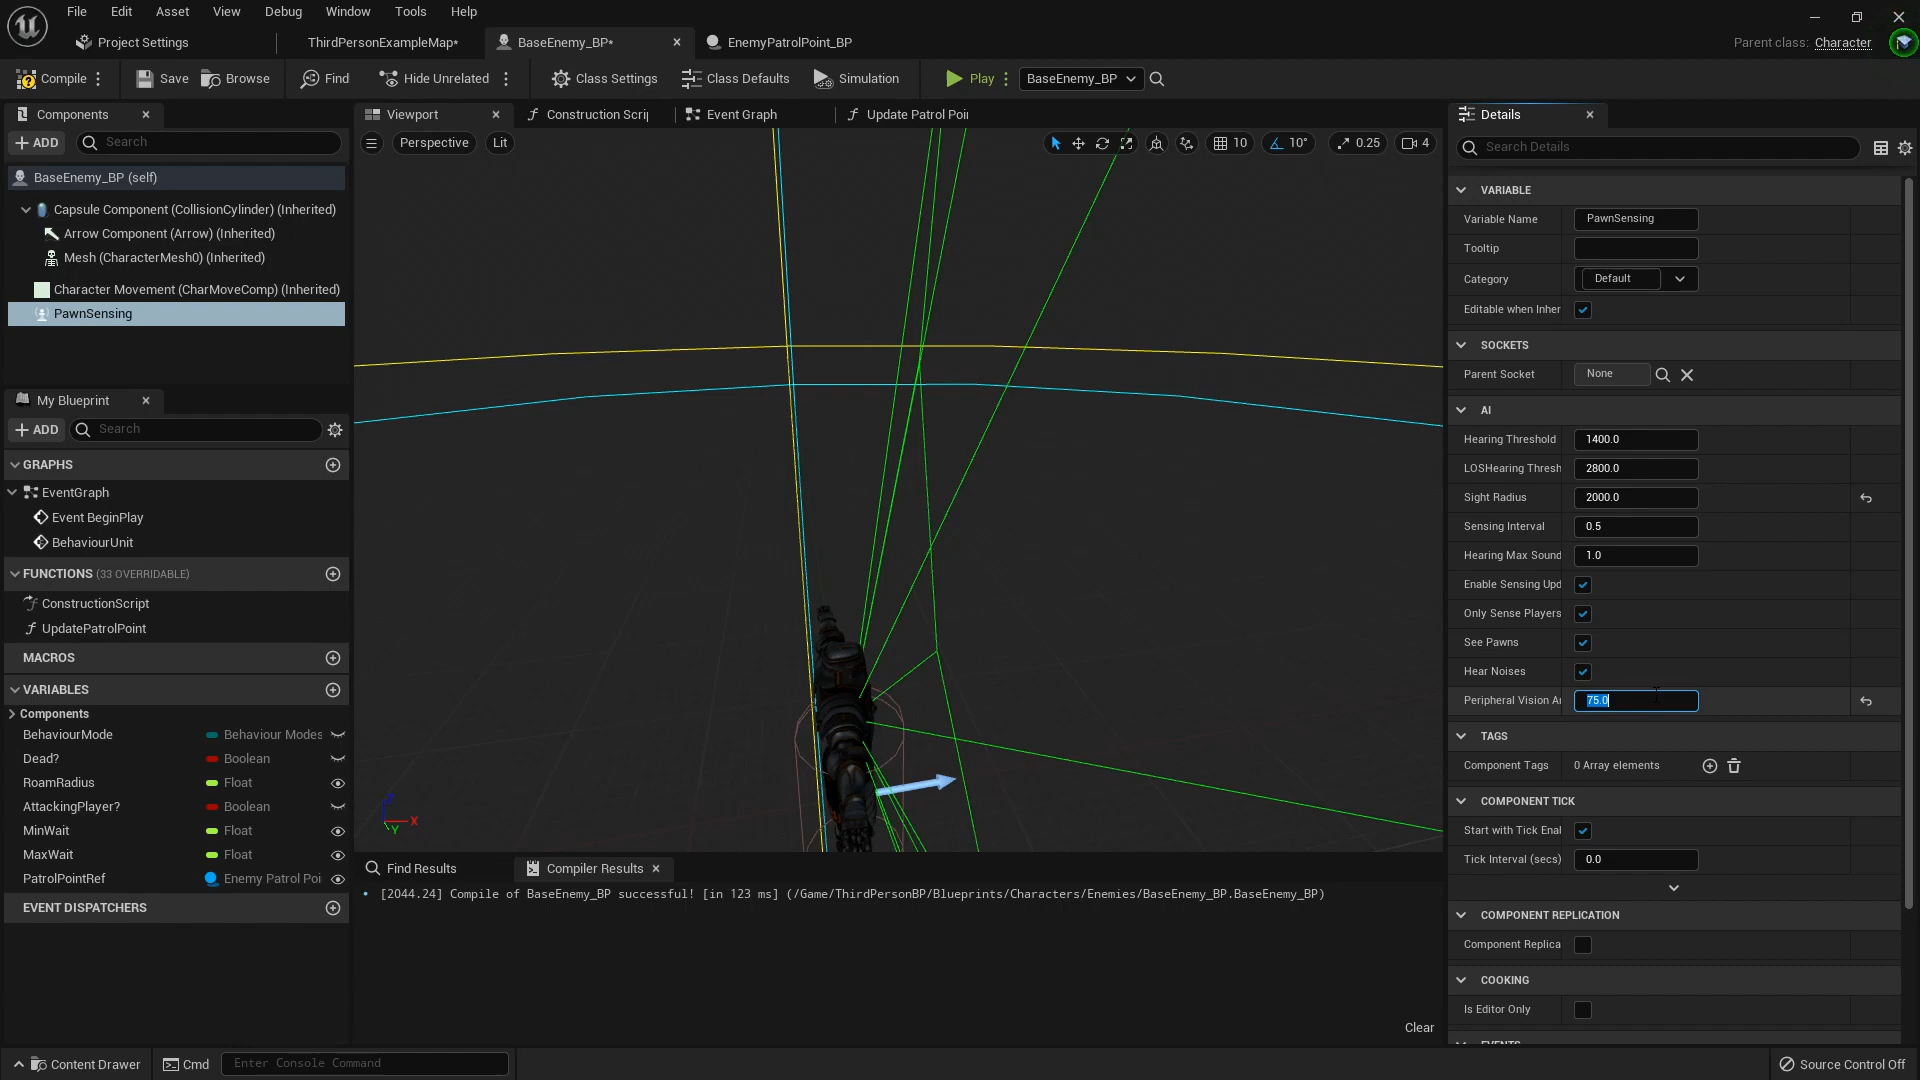 File Edit Asset View Debug Window Tools Help
Project Settings ThirdPersonExampleMap* BaseEnemy_BP* EnemyPatrolPoint_BP Parent class: Character
Compile Save Browse Find Hide Unrelated Class Settings Class Defaults Simulation Play BaseEnemy_BP
Components
ADD Search
BaseEnemy_BP (self)
Capsule Component (CollisionCylinder) (Inherited)
Arrow Component (Arrow) (Inherited)
Mesh (CharacterMesh0) (Inherited)
Character Movement (CharMoveComp) (Inherited)
PawnSensing
My Blueprint
ADD Search
GRAPHS
EventGraph
Event BeginPlay
BehaviourUnit
FUNCTIONS (33 OVERRIDABLE)
ConstructionScript
UpdatePatrolPoint
MACROS
VARIABLES
Components
BehaviourMode Behaviour Modes
Dead? Boolean
RoamRadius Float
AttackingPlayer? Boolean
MinWait Float
MaxWait Float
PatrolPointRef Enemy Patrol Poi
EVENT DISPATCHERS
Viewport Construction Scrip Event Graph Update Patrol Poi
Perspective Lit 10 10° 0.25 4
Z X Y
Find Results Compiler Results
[2044.24] Compile of BaseEnemy_BP successful! [in 123 ms] (/Game/ThirdPersonBP/Blueprints/Characters/Enemies/BaseEnemy_BP.BaseEnemy_BP)
Clear
Details
Search Details
VARIABLE
Variable Name PawnSensing
Tooltip
Category Default
Editable when Inher
SOCKETS
Parent Socket None
AI
Hearing Threshold 1400.0
LOSHearing Thresh 2800.0
Sight Radius 2000.0
Sensing Interval 0.5
Hearing Max Sound 1.0
Enable Sensing Upd
Only Sense Players
See Pawns
Hear Noises
Peripheral Vision An 75.0
TAGS
Component Tags 0 Array elements
COMPONENT TICK
Start with Tick Enal
Tick Interval (secs) 0.0
COMPONENT REPLICATION
Component Replica
COOKING
Is Editor Only
EVENTS
Content Drawer Cmd Enter Console Command Source Control Off